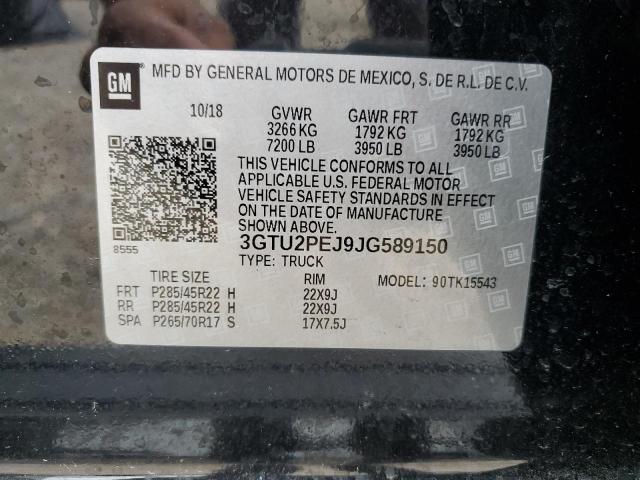 GM MFD BY GENERAL MOTORS DE MEXICO, S. DE R.L. DE C.V.
10/18 GVWR GAWR FRT GAWR RR
3266 KG 1792 KG 1792 KG
7200 LB 3950 LB 3950 LB
THIS VEHICLE CONFORMS TO ALL
APPLICABLE U.S. FEDERAL MOTOR
VEHICLE SAFETY STANDARDS IN EFFECT
ON THE DATE OF MANUFACTURE
SHOWN ABOVE.
8555
3GTU2PEJ9JG589150
TYPE: TRUCK
TIRE SIZE RIM MODEL: 90TK15543
FRT P285/45R22 H 22X9J
RR P285/45R22 H 22X9J
SPA P265/70R17 S 17X7.5J